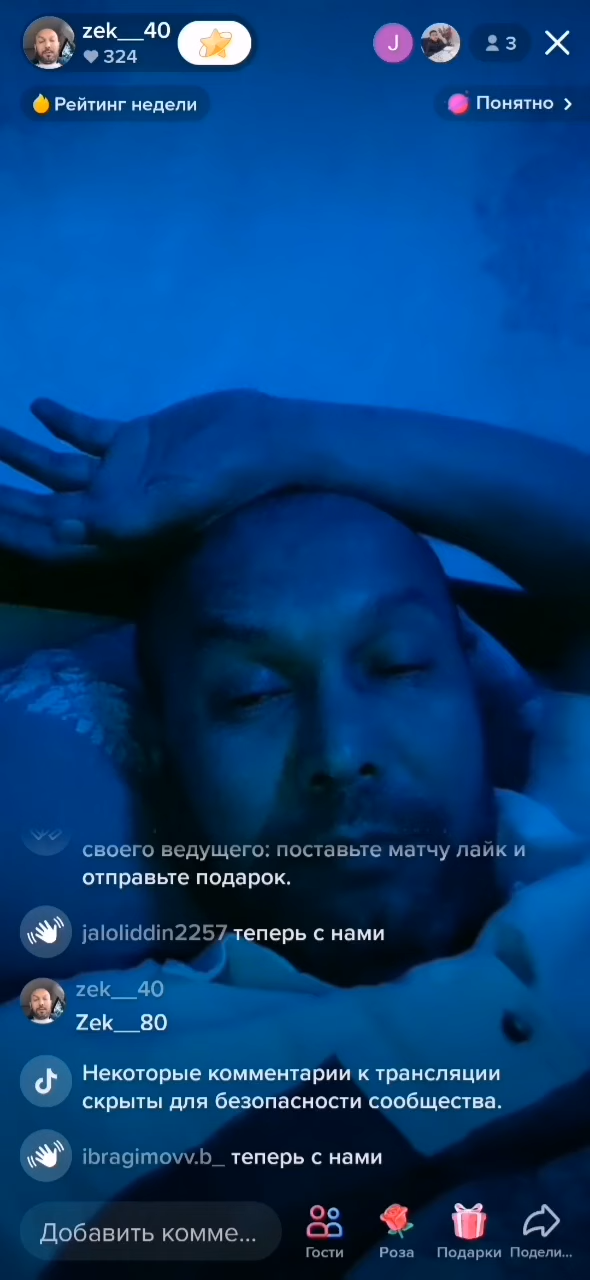 zek__40
324
J
3
Рейтинг недели
Понятно
своего ведущего: поставьте матчу лайк и
отправьте подарок.
jaloliddin2257 теперь с нами
zek__40
Zek__80
Некоторые комментарии к трансляции
скрыты для безопасности сообщества.
ibragimovv.b_ теперь с нами
Добавить комме...
Гости
Роза
Подарки
Подели...